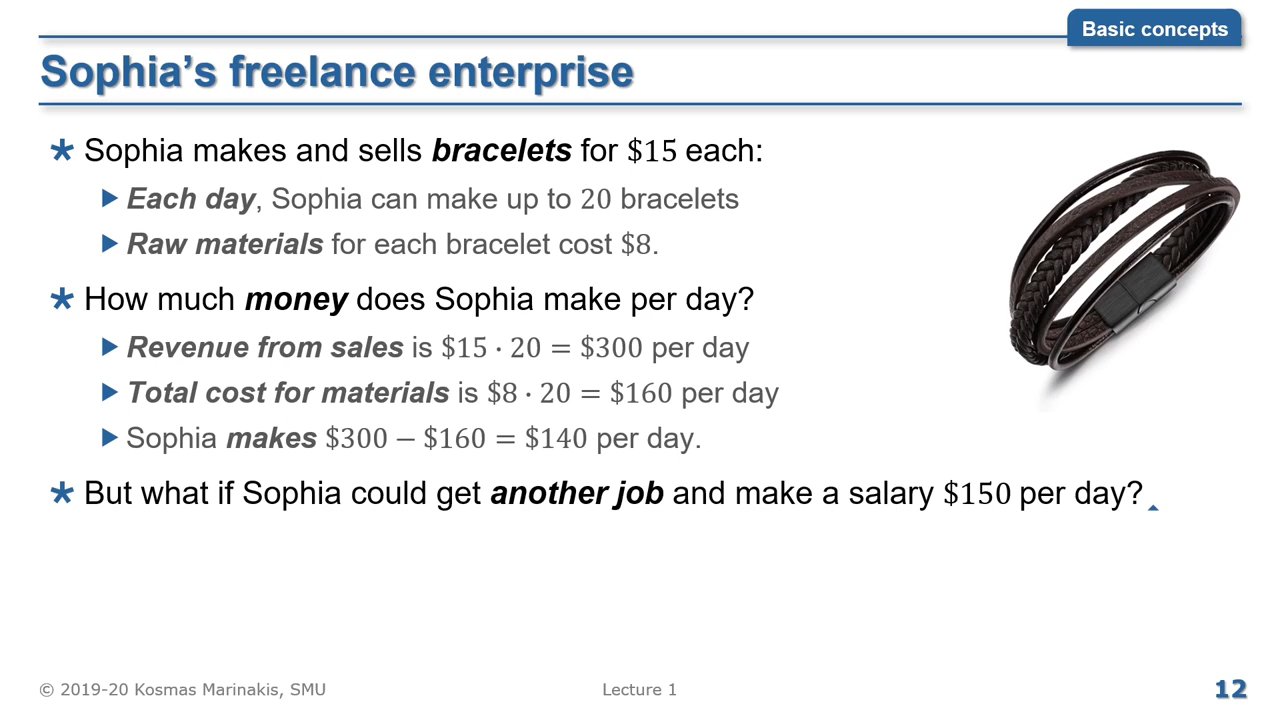 Basic concepts
Sophia's freelance enterprise
Sophia makes and sells bracelets for $15 each:
Each day, Sophia can make up to 20 bracelets
Raw materials for each bracelet cost $8.
How much money does Sophia make per day?
Revenue from sales is $15 · 20 = $300 per day
Total cost for materials is $8 · 20 = $160 per day
Sophia makes $300 − $160 = $140 per day.
But what if Sophia could get another job and make a salary $150 per day?
© 2019-20 Kosmas Marinakis, SMU
Lecture 1
12